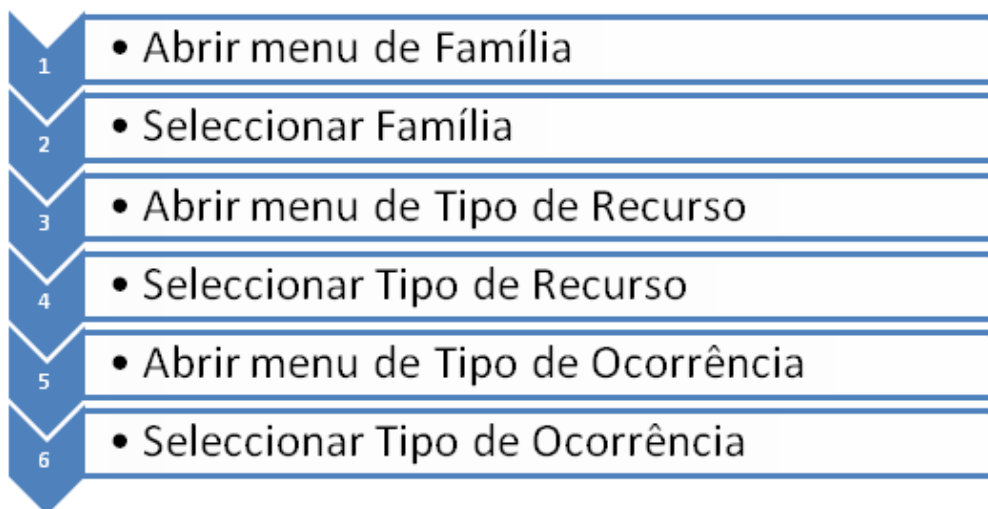 1 • Abrir menu de Família
2 • Seleccionar Família
3 • Abrir menu de Tipo de Recurso
4 • Seleccionar Tipo de Recurso
5 • Abrir menu de Tipo de Ocorrência
6 • Seleccionar Tipo de Ocorrência